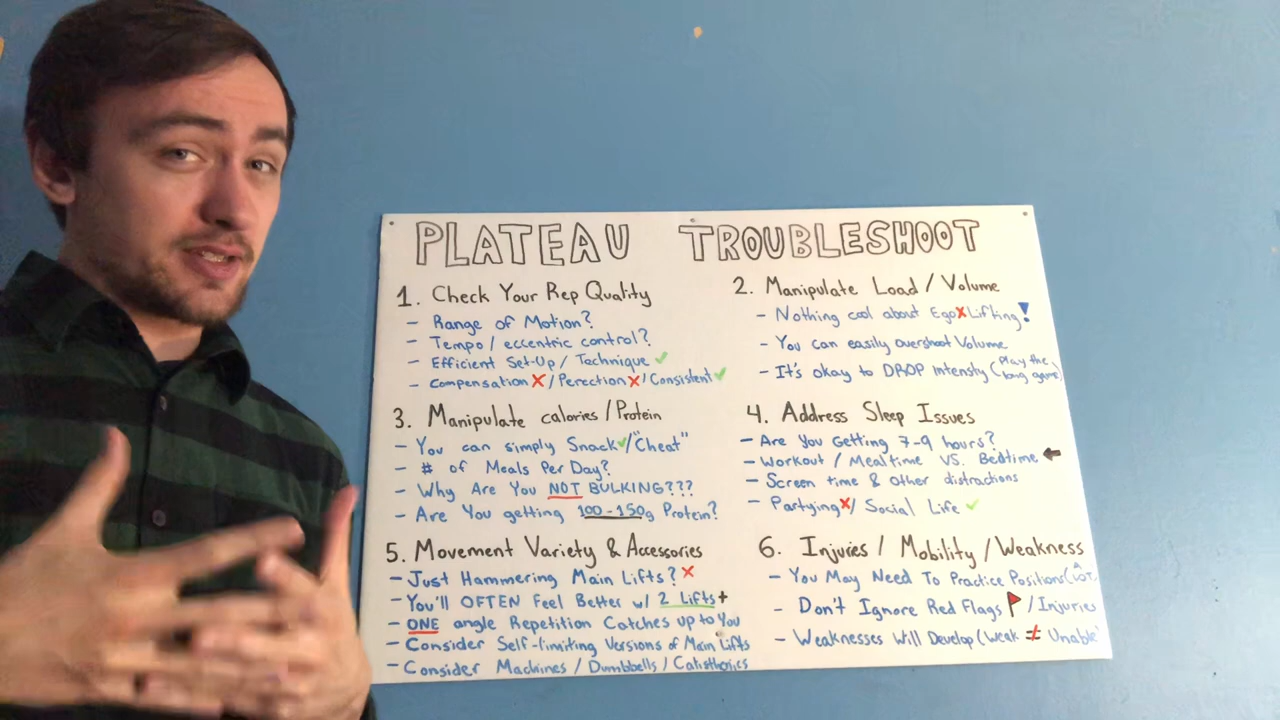 PLATEAU TROUBLESHOOT
1. Check Your Rep Quality
- Range of Motion?
- Tempo / eccentric control?
- Efficient Set-Up / Technique ✓
- Compensation X / Perection X / Consistent ✓
2. Manipulate Load / Volume
- Nothing cool about Ego X Lifting!
- You can easily overshoot Volume
- It's okay to DROP Intensty (Play the long game)
3. Manipulate calories / Protein
- You can simply Snack ✓ / "Cheat"
- # of Meals Per Day?
- Why Are You NOT BULKING???
- Are You getting 100-150g Protein?
4. Address Sleep Issues
- Are You Getting 7-9 hours?
- Workout / Mealtime VS. Bedtime ←
- Screen time & other distractions
- Partying X / Social Life ✓
5. Movement Variety & Accessories
- Just Hammering Main Lifts? X
- You'll OFTEN Feel Better w/ 2 Lifts +
- ONE angle Repetition Catches up to You
- Consider Self-limiting Versions of Main Lifts
- Consider Machines / Dumbbells / Calisthenics
6. Injuries / Mobility / Weakness
- You May Need To Practice Positions
- Don't Ignore Red Flags / Injuries
- Weaknesses Will Develop (Weak ≠ Unable)